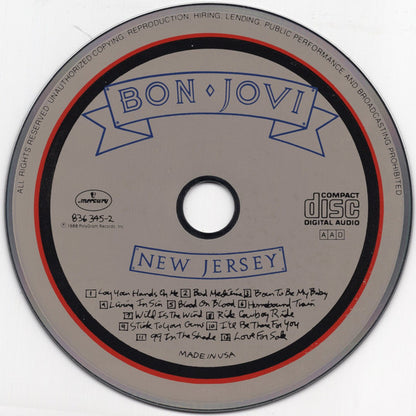 ALL RIGHTS RESERVED. UNAUTHORIZED COPYING, REPRODUCTION, HIRING, LENDING, PUBLIC PERFORMANCE AND BROADCASTING PROHIBITED
BON • JOVI
mercury
836 345-2
℗ 1988 PolyGram Records, Inc.
COMPACT
disc
DIGITAL AUDIO
AAD
NEW JERSEY
1 Lay Your Hands On Me 2 Bad Medicine 3 Born To Be My Baby
4 Living In Sin 5 Blood On Blood 6 Homebound Train
7 Wild Is The Wind 8 Ride Cowboy Ride
9 Stick To Your Guns 10 I'll Be There For You
11 99 In The Shade 12 Love For Sale
MADE IN USA